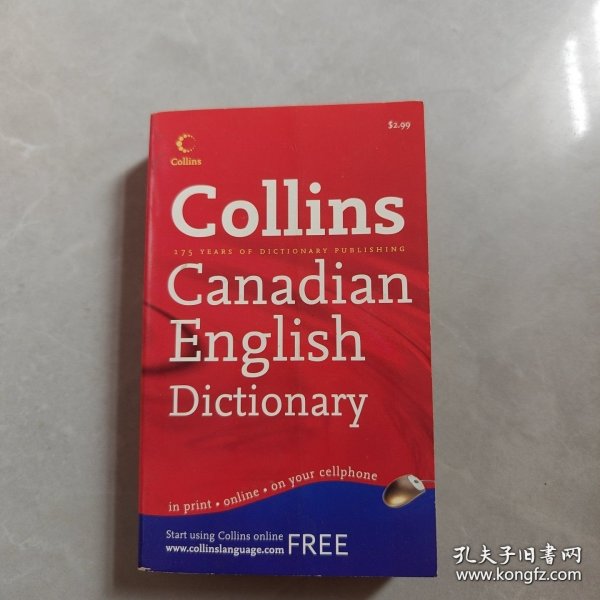 $2.99
Collins
Collins
175 YEARS OF DICTIONARY PUBLISHING
Canadian
English
Dictionary
in print • online • on your cellphone
Start using Collins online
www.collinslanguage.com FREE
孔夫子旧书网
www.kongfz.com